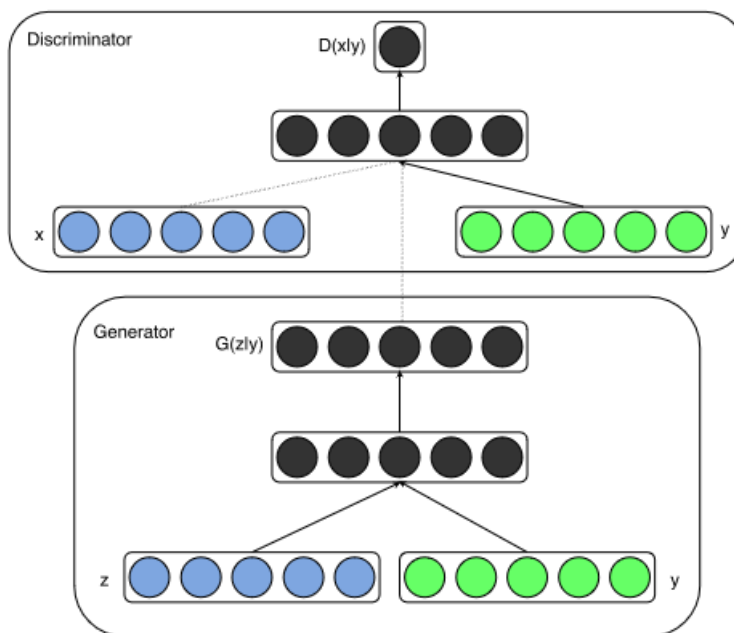 Discriminator
D(x|y)
x
y
Generator
G(z|y)
z
y